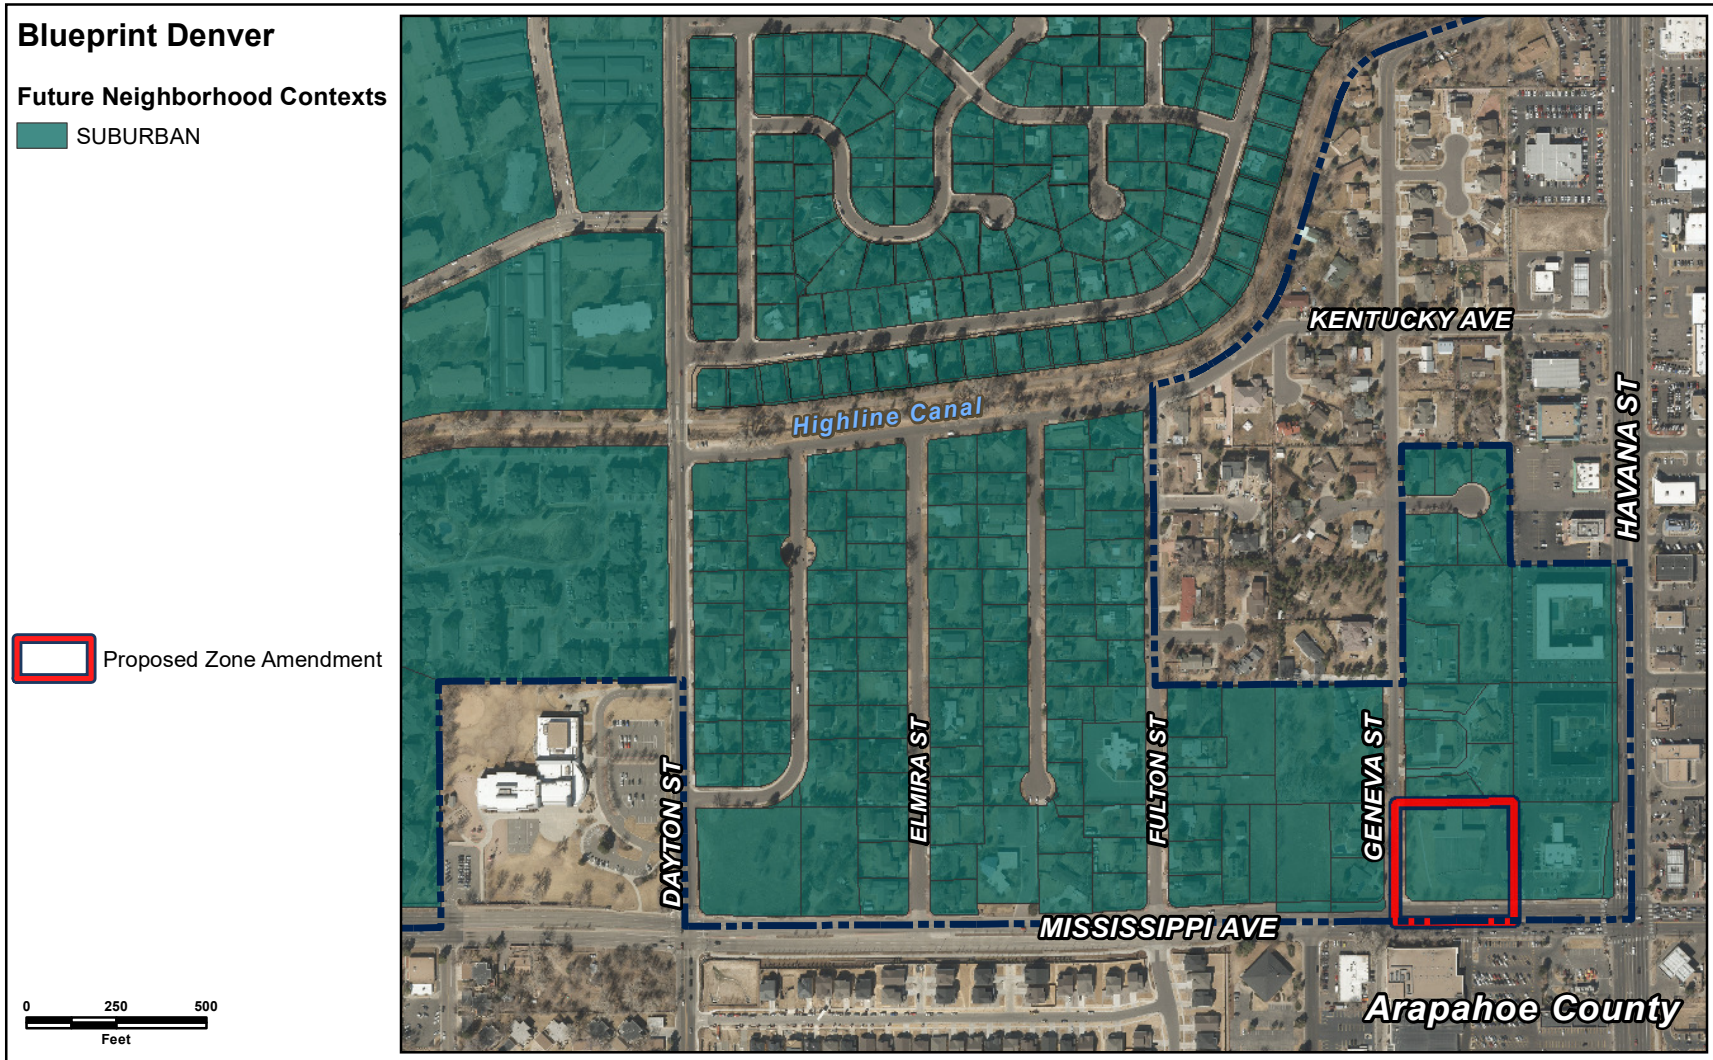 Blueprint Denver
Future Neighborhood Contexts
SUBURBAN
Proposed Zone Amendment
0 250 500
Feet
KENTUCKY AVE
Highline Canal
HAVANA ST
ELMIRA ST
FULTON ST
GENEVA ST
DAYTON ST
MISSISSIPPI AVE
Arapahoe County